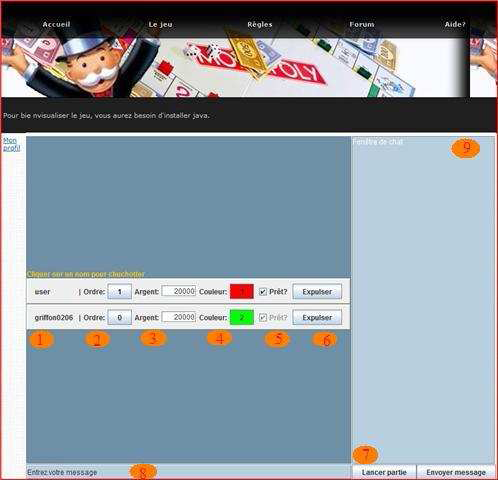 Accueil Le jeu Règles Forum Aide?
MONOPOLY
Pour bie nvisualiser le jeu, vous aurez besoin d'installer java.
Mon
profil
Fenêtre de chat
9
Cliquer sur un nom pour chuchotter
user | Ordre: 1 Argent: 20000 Couleur: Prêt? Expulser
griffon0206 | Ordre: 0 Argent: 20000 Couleur: 2 Prêt? Expulser
1 2 3 4 5 6
7
Entrez votre message 8 Lancer partie Envoyer message